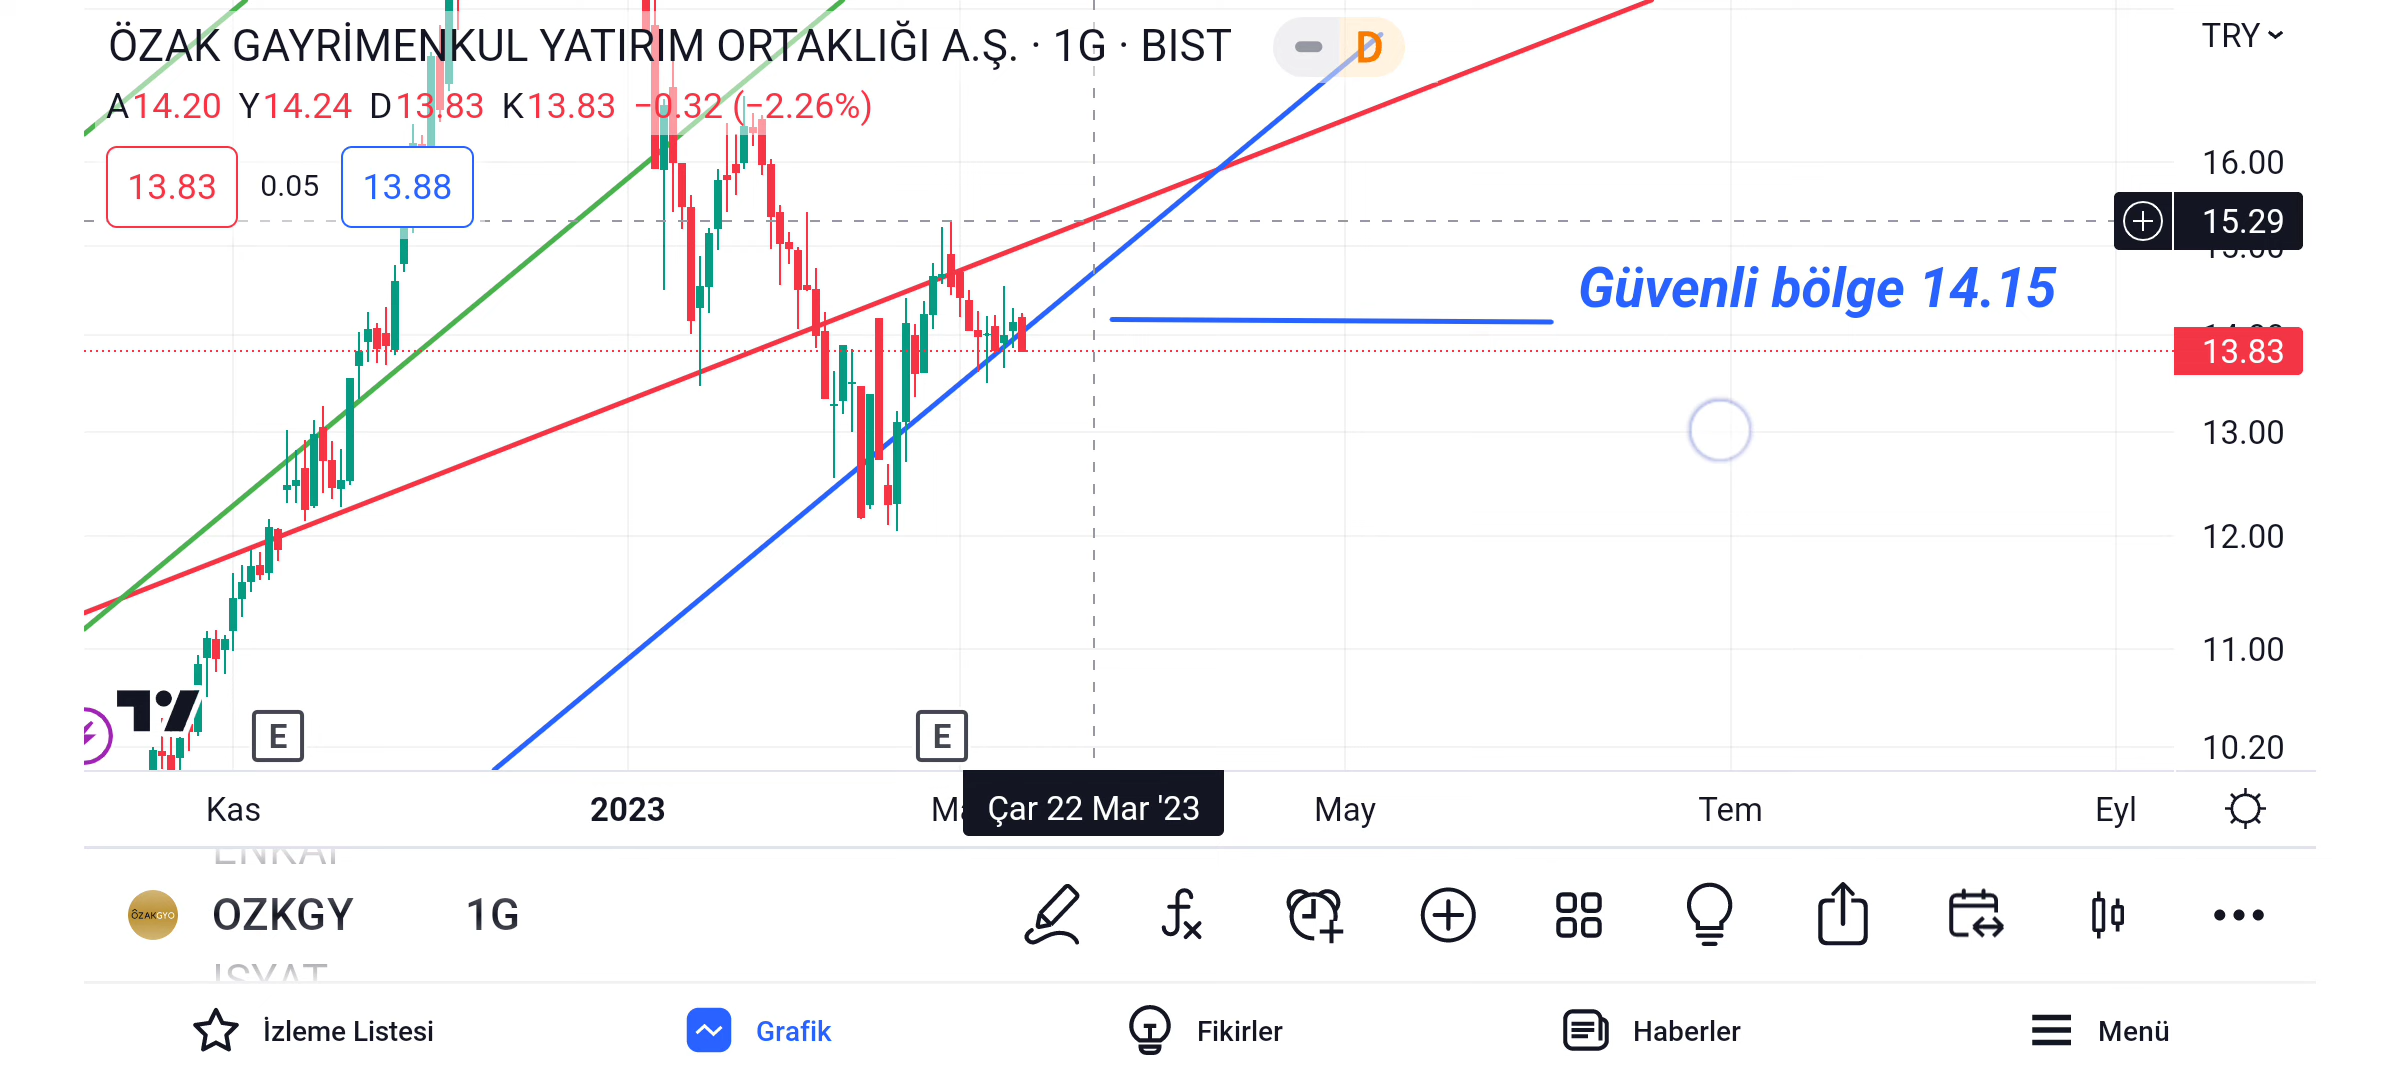 ÖZAK GAYRİMENKUL YATIRIM ORTAKLIĞI A.Ş. · 1G · BIST
D
TRY
A14.20 Y14.24 D13.83 K13.83 −0.32 (−2.26%)
13.83 0.05 13.88
16.00
15.29
Güvenli bölge 14.15
13.83
13.00
12.00
11.00
10.20
E E
Kas 2023 Çar 22 Mar '23 May Tem Eyl
ÖZAKGYO OZKGY 1G
İzleme Listesi Grafik Fikirler Haberler Menü